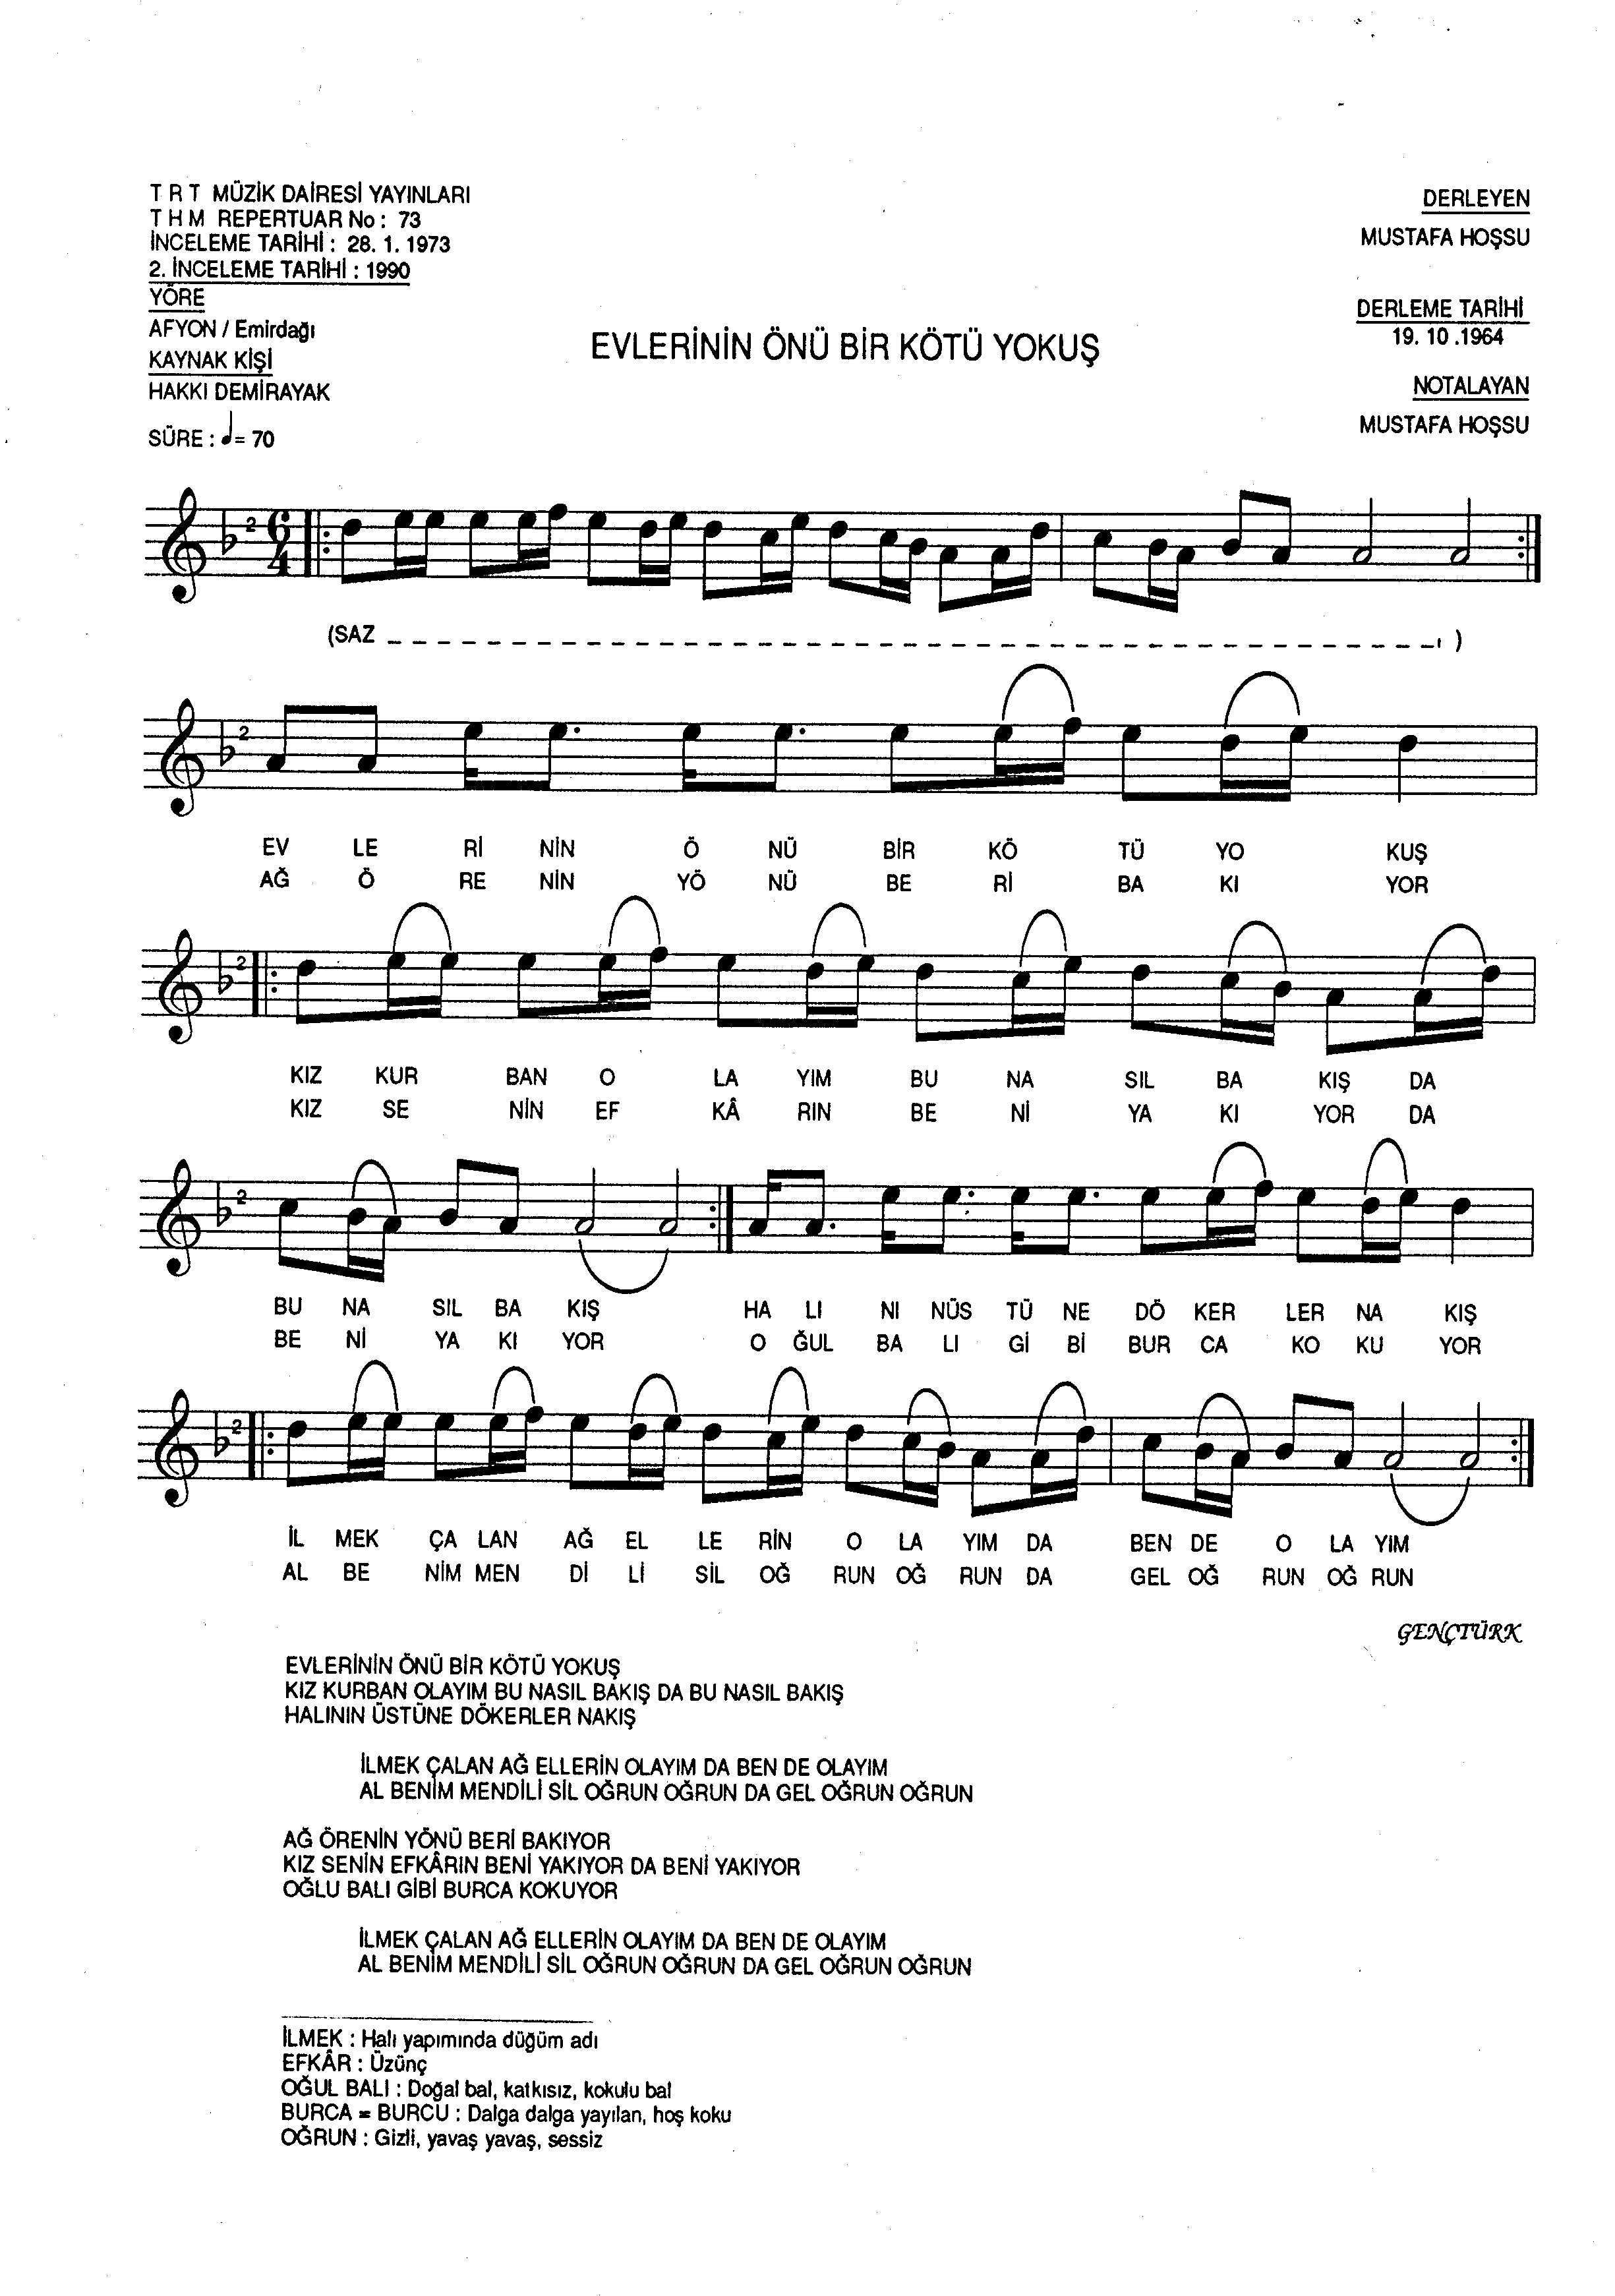 T R T MÜZİK DAİRESİ YAYINLARI
T H M REPERTUAR No : 73
İNCELEME TARİHİ : 28. 1. 1973
2. İNCELEME TARİHİ : 1990
YÖRE
AFYON / Emirdağı
KAYNAK KİŞİ
HAKKI DEMİRAYAK
SÜRE : ♩= 70
EVLERİNİN ÖNÜ BİR KÖTÜ YOKUŞ
DERLEYEN
MUSTAFA HOŞSU
DERLEME TARİHİ
19. 10 .1964
NOTALAYAN
MUSTAFA HOŞSU
2 6
4
(SAZ _ _ _ _ _ _ _ _ _ _ _ _ _ _ _ _ _ _ _ _ _ _ _ _ _ _ _ _ _ _ )
2
EV LE Rİ NİN Ö NÜ BİR KÖ TÜ YO KUŞ
AĞ Ö RE NİN YÖ NÜ BE Rİ BA KI YOR
2
KIZ KUR BAN O LA YIM BU NA SIL BA KIŞ DA
KIZ SE NİN EF KÂ RIN BE Nİ YA KI YOR DA
2
BU NA SIL BA KIŞ HA LI NI NÜS TÜ NE DÖ KER LER NA KIŞ
BE Nİ YA KI YOR O ĞUL BA LI Gİ Bİ BUR CA KO KU YOR
2
İL MEK ÇA LAN AĞ EL LE RİN O LA YIM DA BEN DE O LA YIM
AL BE NİM MEN Dİ Lİ SİL OĞ RUN OĞ RUN DA GEL OĞ RUN OĞ RUN
GENÇTÜRK
EVLERİNİN ÖNÜ BİR KÖTÜ YOKUŞ
KIZ KURBAN OLAYIM BU NASIL BAKIŞ DA BU NASIL BAKIŞ
HALININ ÜSTÜNE DÖKERLER NAKIŞ
İLMEK ÇALAN AĞ ELLERİN OLAYIM DA BEN DE OLAYIM
AL BENİM MENDİLİ SİL OĞRUN OĞRUN DA GEL OĞRUN OĞRUN
AĞ ÖRENİN YÖNÜ BERİ BAKIYOR
KIZ SENİN EFKÂRIN BENİ YAKIYOR DA BENİ YAKIYOR
OĞLU BALI GİBİ BURCA KOKUYOR
İLMEK ÇALAN AĞ ELLERİN OLAYIM DA BEN DE OLAYIM
AL BENİM MENDİLİ SİL OĞRUN OĞRUN DA GEL OĞRUN OĞRUN
İLMEK : Halı yapımında düğüm adı
EFKÂR : Üzünç
OĞUL BALI : Doğal bal, katkısız, kokulu bal
BURCA = BURCU : Dalga dalga yayılan, hoş koku
OĞRUN : Gizli, yavaş yavaş, sessiz